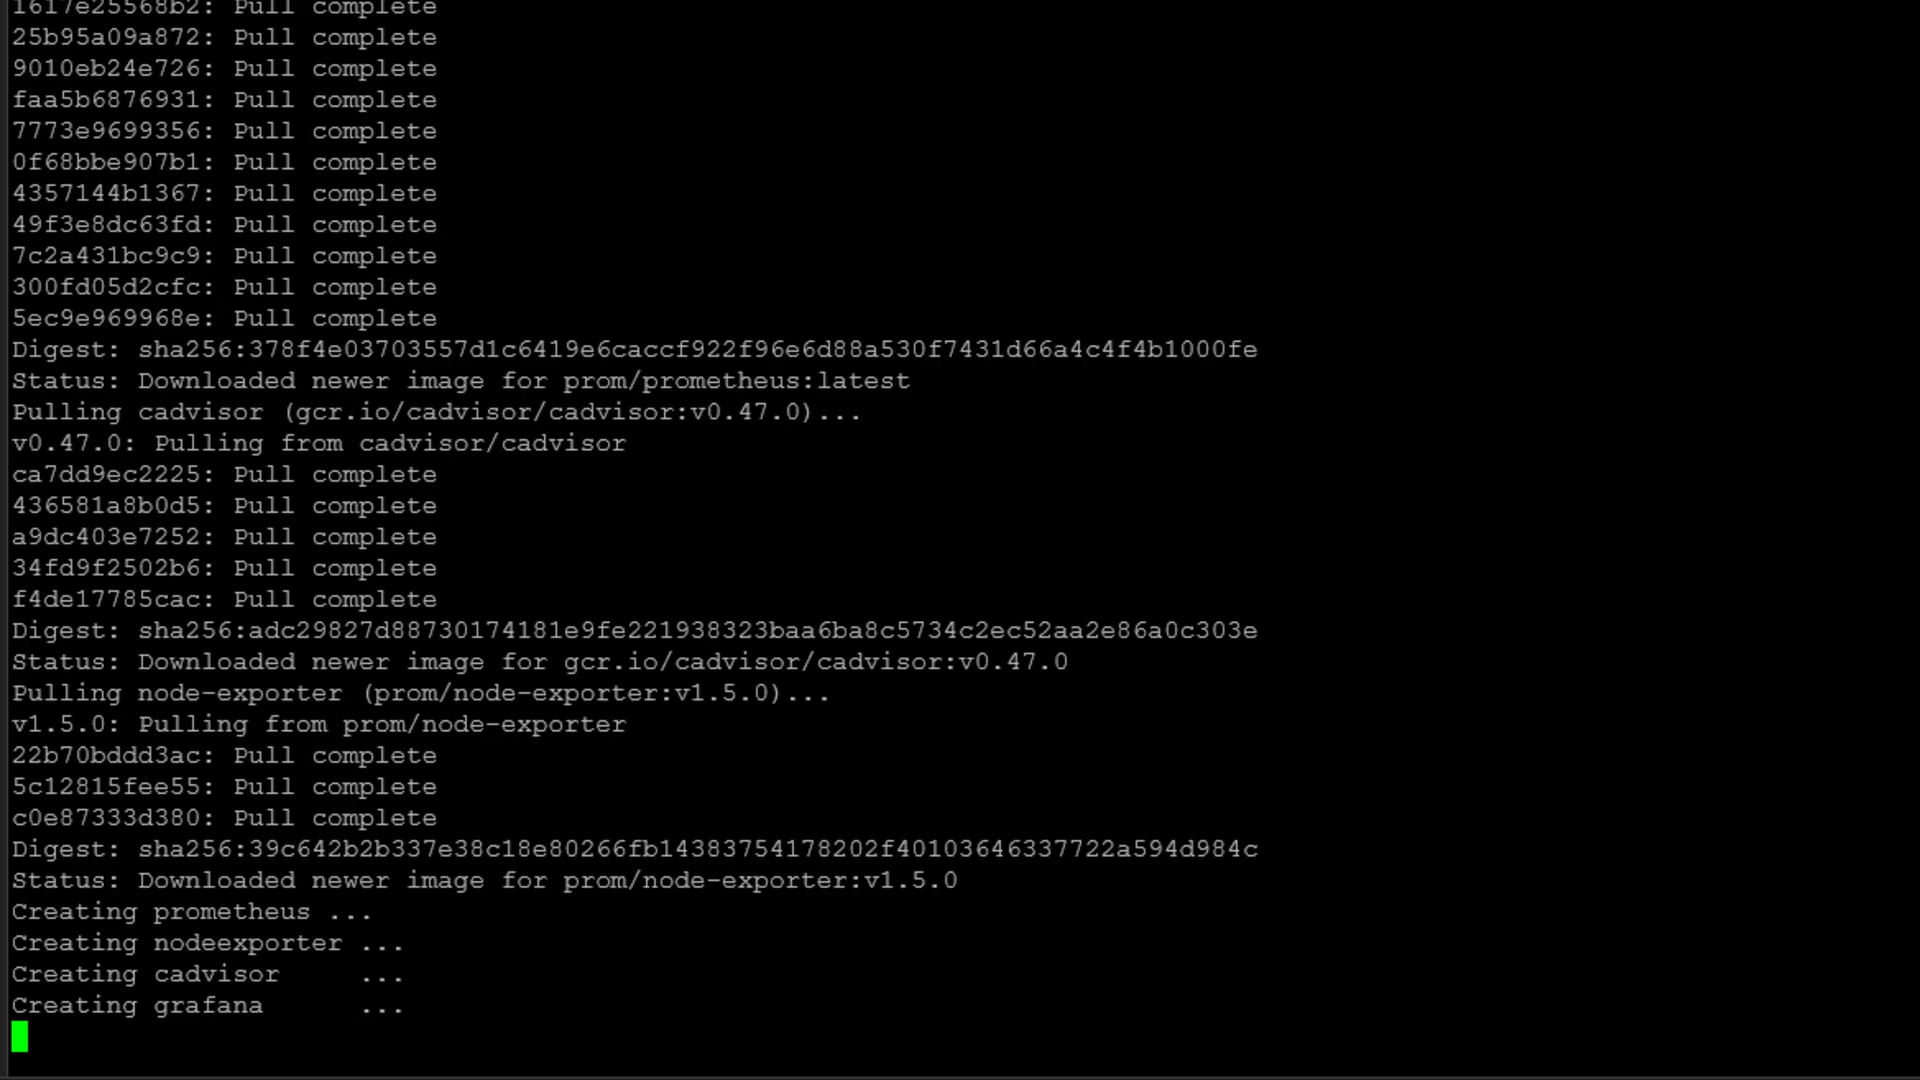 1617e25568b2: Pull complete
25b95a09a872: Pull complete
9010eb24e726: Pull complete
faa5b6876931: Pull complete
7773e9699356: Pull complete
0f68bbe907b1: Pull complete
4357144b1367: Pull complete
49f3e8dc63fd: Pull complete
7c2a431bc9c9: Pull complete
300fd05d2cfc: Pull complete
5ec9e969968e: Pull complete
Digest: sha256:378f4e03703557d1c6419e6caccf922f96e6d88a530f7431d66a4c4f4b1000fe
Status: Downloaded newer image for prom/prometheus:latest
Pulling cadvisor (gcr.io/cadvisor/cadvisor:v0.47.0)...
v0.47.0: Pulling from cadvisor/cadvisor
ca7dd9ec2225: Pull complete
436581a8b0d5: Pull complete
a9dc403e7252: Pull complete
34fd9f2502b6: Pull complete
f4de17785cac: Pull complete
Digest: sha256:adc29827d88730174181e9fe221938323baa6ba8c5734c2ec52aa2e86a0c303e
Status: Downloaded newer image for gcr.io/cadvisor/cadvisor:v0.47.0
Pulling node-exporter (prom/node-exporter:v1.5.0)...
v1.5.0: Pulling from prom/node-exporter
22b70bddd3ac: Pull complete
5c12815fee55: Pull complete
c0e87333d380: Pull complete
Digest: sha256:39c642b2b337e38c18e80266fb14383754178202f40103646337722a594d984c
Status: Downloaded newer image for prom/node-exporter:v1.5.0
Creating prometheus ...
Creating nodeexporter ...
Creating cadvisor     ...
Creating grafana      ...